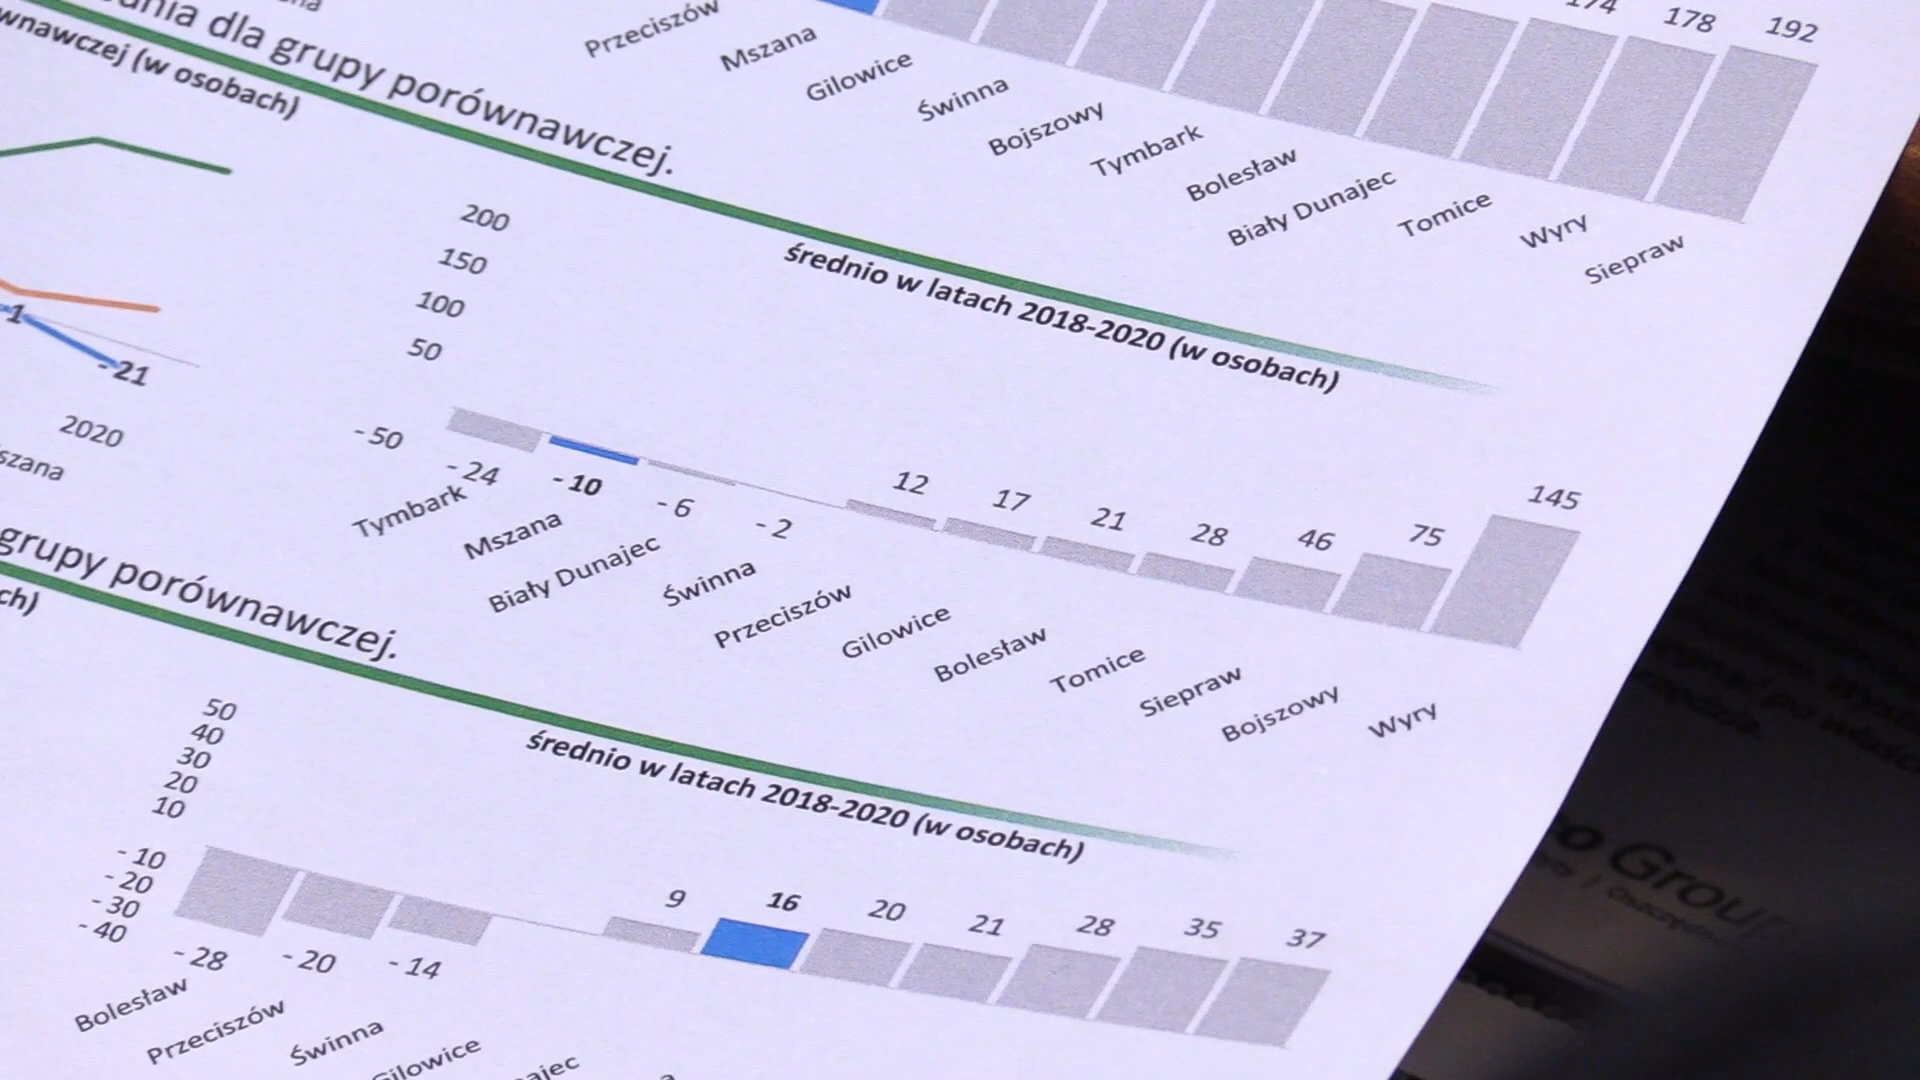 178 192
Przeciszów
Mszana
Gilowice
Świnna
Bojszowy
Tymbark
Bolesław
Biały Dunajec
Tomice
Wyry
Siepraw
dla grupy porównawczej.
(w osobach)
średnio w latach 2018-2020 (w osobach)
200
150
100
50
- 50
- 21
2020
- 24 - 10 - 6 - 2 12 17 21 28 46 75 145
Tymbark
Mszana
Biały Dunajec
Świnna
Przeciszów
Gilowice
Bolesław
Tomice
Siepraw
Bojszowy
Wyry
grupy porównawczej.
średnio w latach 2018-2020 (w osobach)
50
40
30
20
10
- 10
- 20
- 30
- 40
- 28 - 20 - 14 9 16 20 21 28 35 37
Bolesław
Przeciszów
Świnna
Gilowice
Group